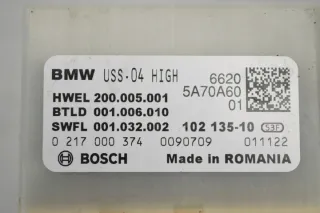 BMW USS-04 HIGH 6620
5A70A60
01
HWEL 200.005.001
BTLD 001.006.010
SWFL 001.032.002 102 135-10 53F
0 217 000 374 0090709 011122
BOSCH Made in ROMANIA